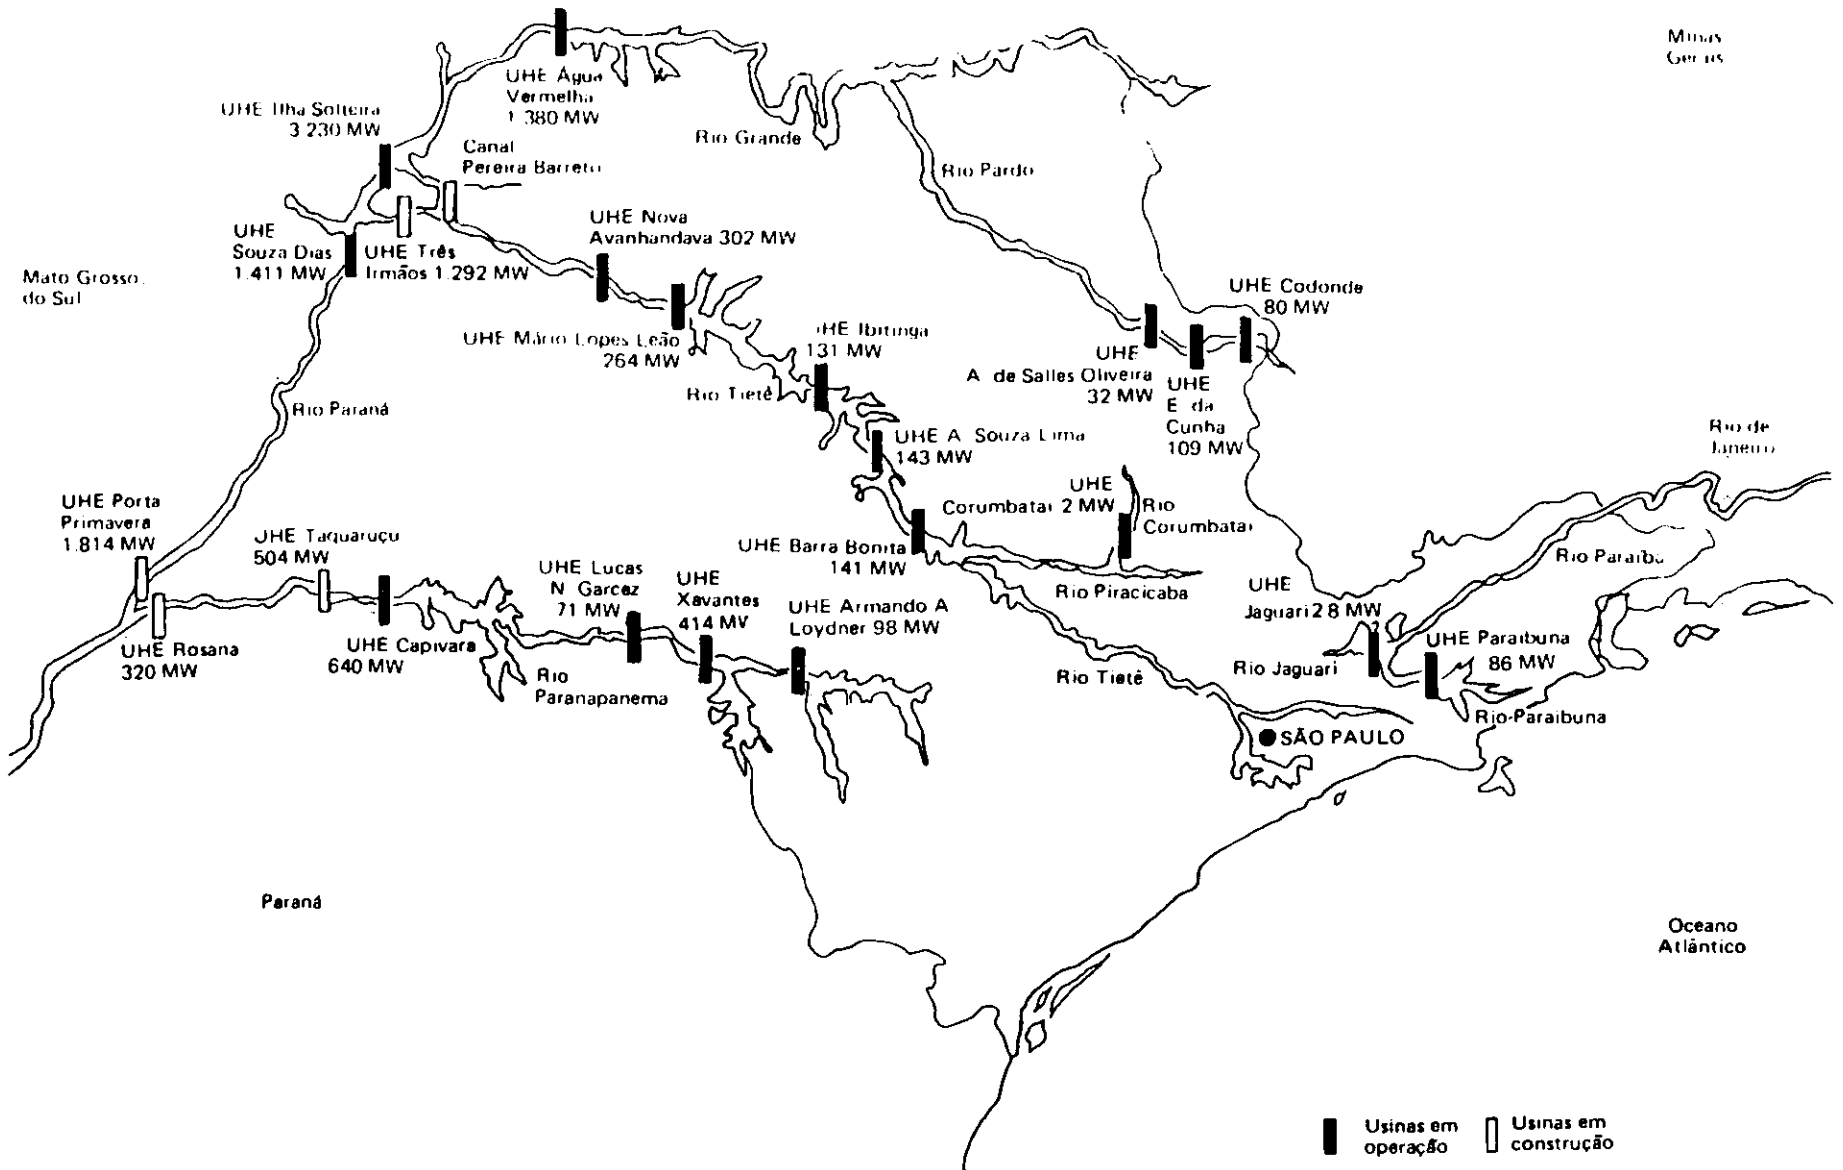 Minas
Gerais
UHE Água
Vermelha
1 380 MW
UHE Ilha Solteira
3 230 MW
Rio Grande
Canal
Pereira Barreto
Rio Pardo
UHE
Souza Dias
1.411 MW
UHE Três
Irmãos 1.292 MW
UHE Nova
Avanhandava 302 MW
Mato Grosso
do Sul
UHE Codonde
80 MW
UHE Mário Lopes Leão
264 MW
UHE Ibitinga
131 MW
UHE
A de Salles Oliveira
32 MW
UHE
E da
Cunha
109 MW
Rio Tietê
Rio Paraná
UHE A Souza Lima
143 MW
Rio de
Janeiro
UHE
Corumbatai 2 MW
Rio
Corumbatai
UHE Porta
Primavera
1.814 MW
UHE Taquaruçu
504 MW
UHE Barra Bonita
141 MW
Rio Piracicaba
Rio Paraiba
UHE Lucas
N Garcez
71 MW
UHE
Xavantes
414 MV
UHE Armando A
Loydner 98 MW
UHE
Jaguari 2 8 MW
UHE Rosana
320 MW
UHE Capivara
640 MW
Rio
Paranapanema
Rio Tietê
Rio Jaguari
UHE Paraibuna
86 MW
Rio-Paraibuna
SÃO PAULO
Paraná
Oceano
Atlântico
Usinas em
operação
Usinas em
construção